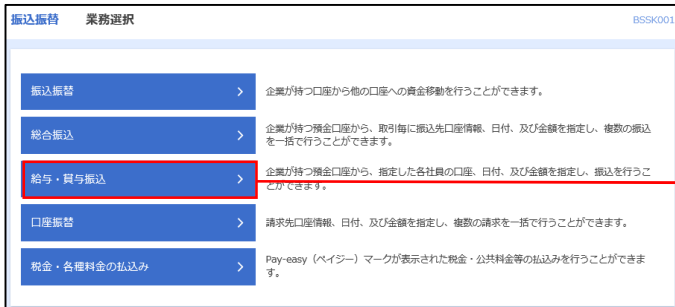 振込振替 業務選択 BSSK001
振込振替 企業が持つ口座から他の口座への資金移動を行うことができます。
総合振込 企業が持つ預金口座から、取引毎に振込先口座情報、日付、及び金額を指定し、複数の振込
を一括で行うことができます。
給与・賞与振込 企業が持つ預金口座から、指定した各社員の口座、日付、及び金額を指定し、振込を行うこ
とができます。
口座振替 請求先口座情報、日付、及び金額を指定し、複数の請求を一括で行うことができます。
税金・各種料金の払込み Pay-easy（ペイジー）マークが表示された税金・公共料金等の払込みを行うことができま
す。